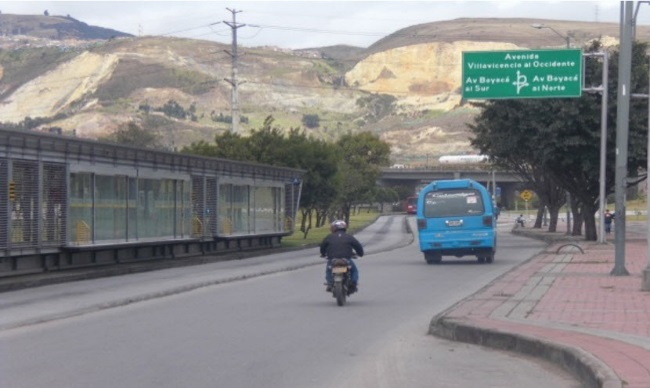 Avenida
Villavicencio al Occidente
Av Boyacá
al Sur
Av Boyacá
al Norte